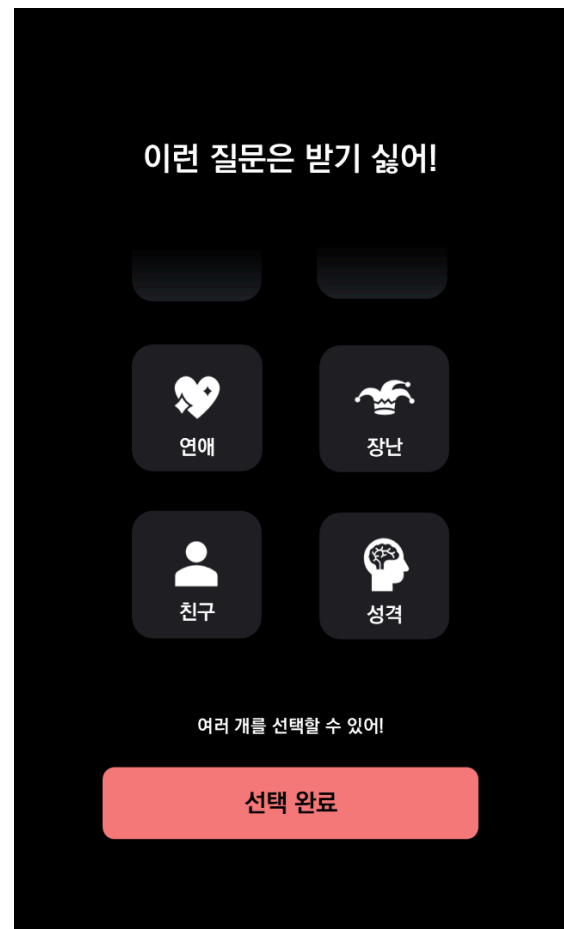 이런 질문은 받기 싫어!
연애
장난
친구
성격
여러 개를 선택할 수 있어!
선택 완료